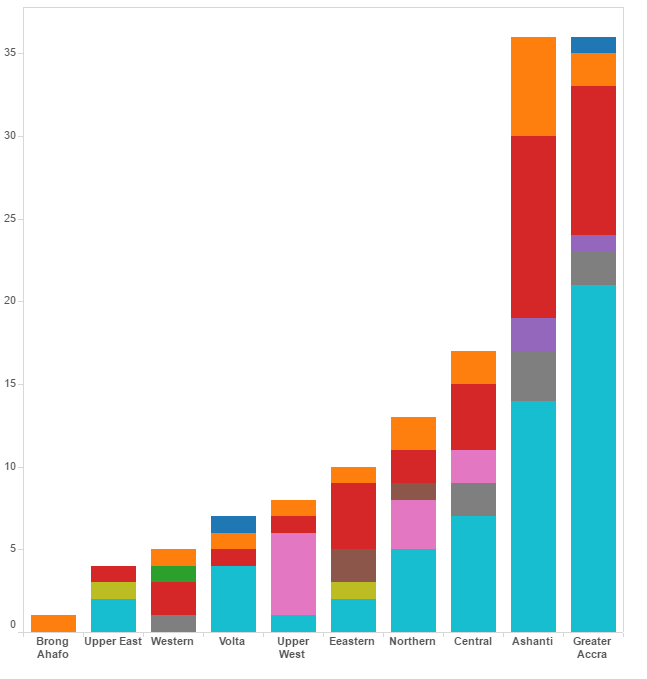 35
30
25
20
15
10
5
0
Brong Ahafo
Upper East
Western
Volta
Upper West
Eeastern
Northern
Central
Ashanti
Greater Accra